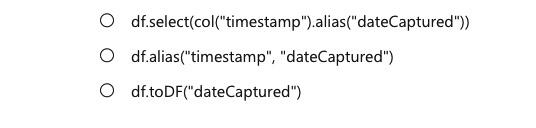 df.select(col("timestamp").alias("dateCaptured"))
df.alias("timestamp", "dateCaptured")
df.toDF("dateCaptured")